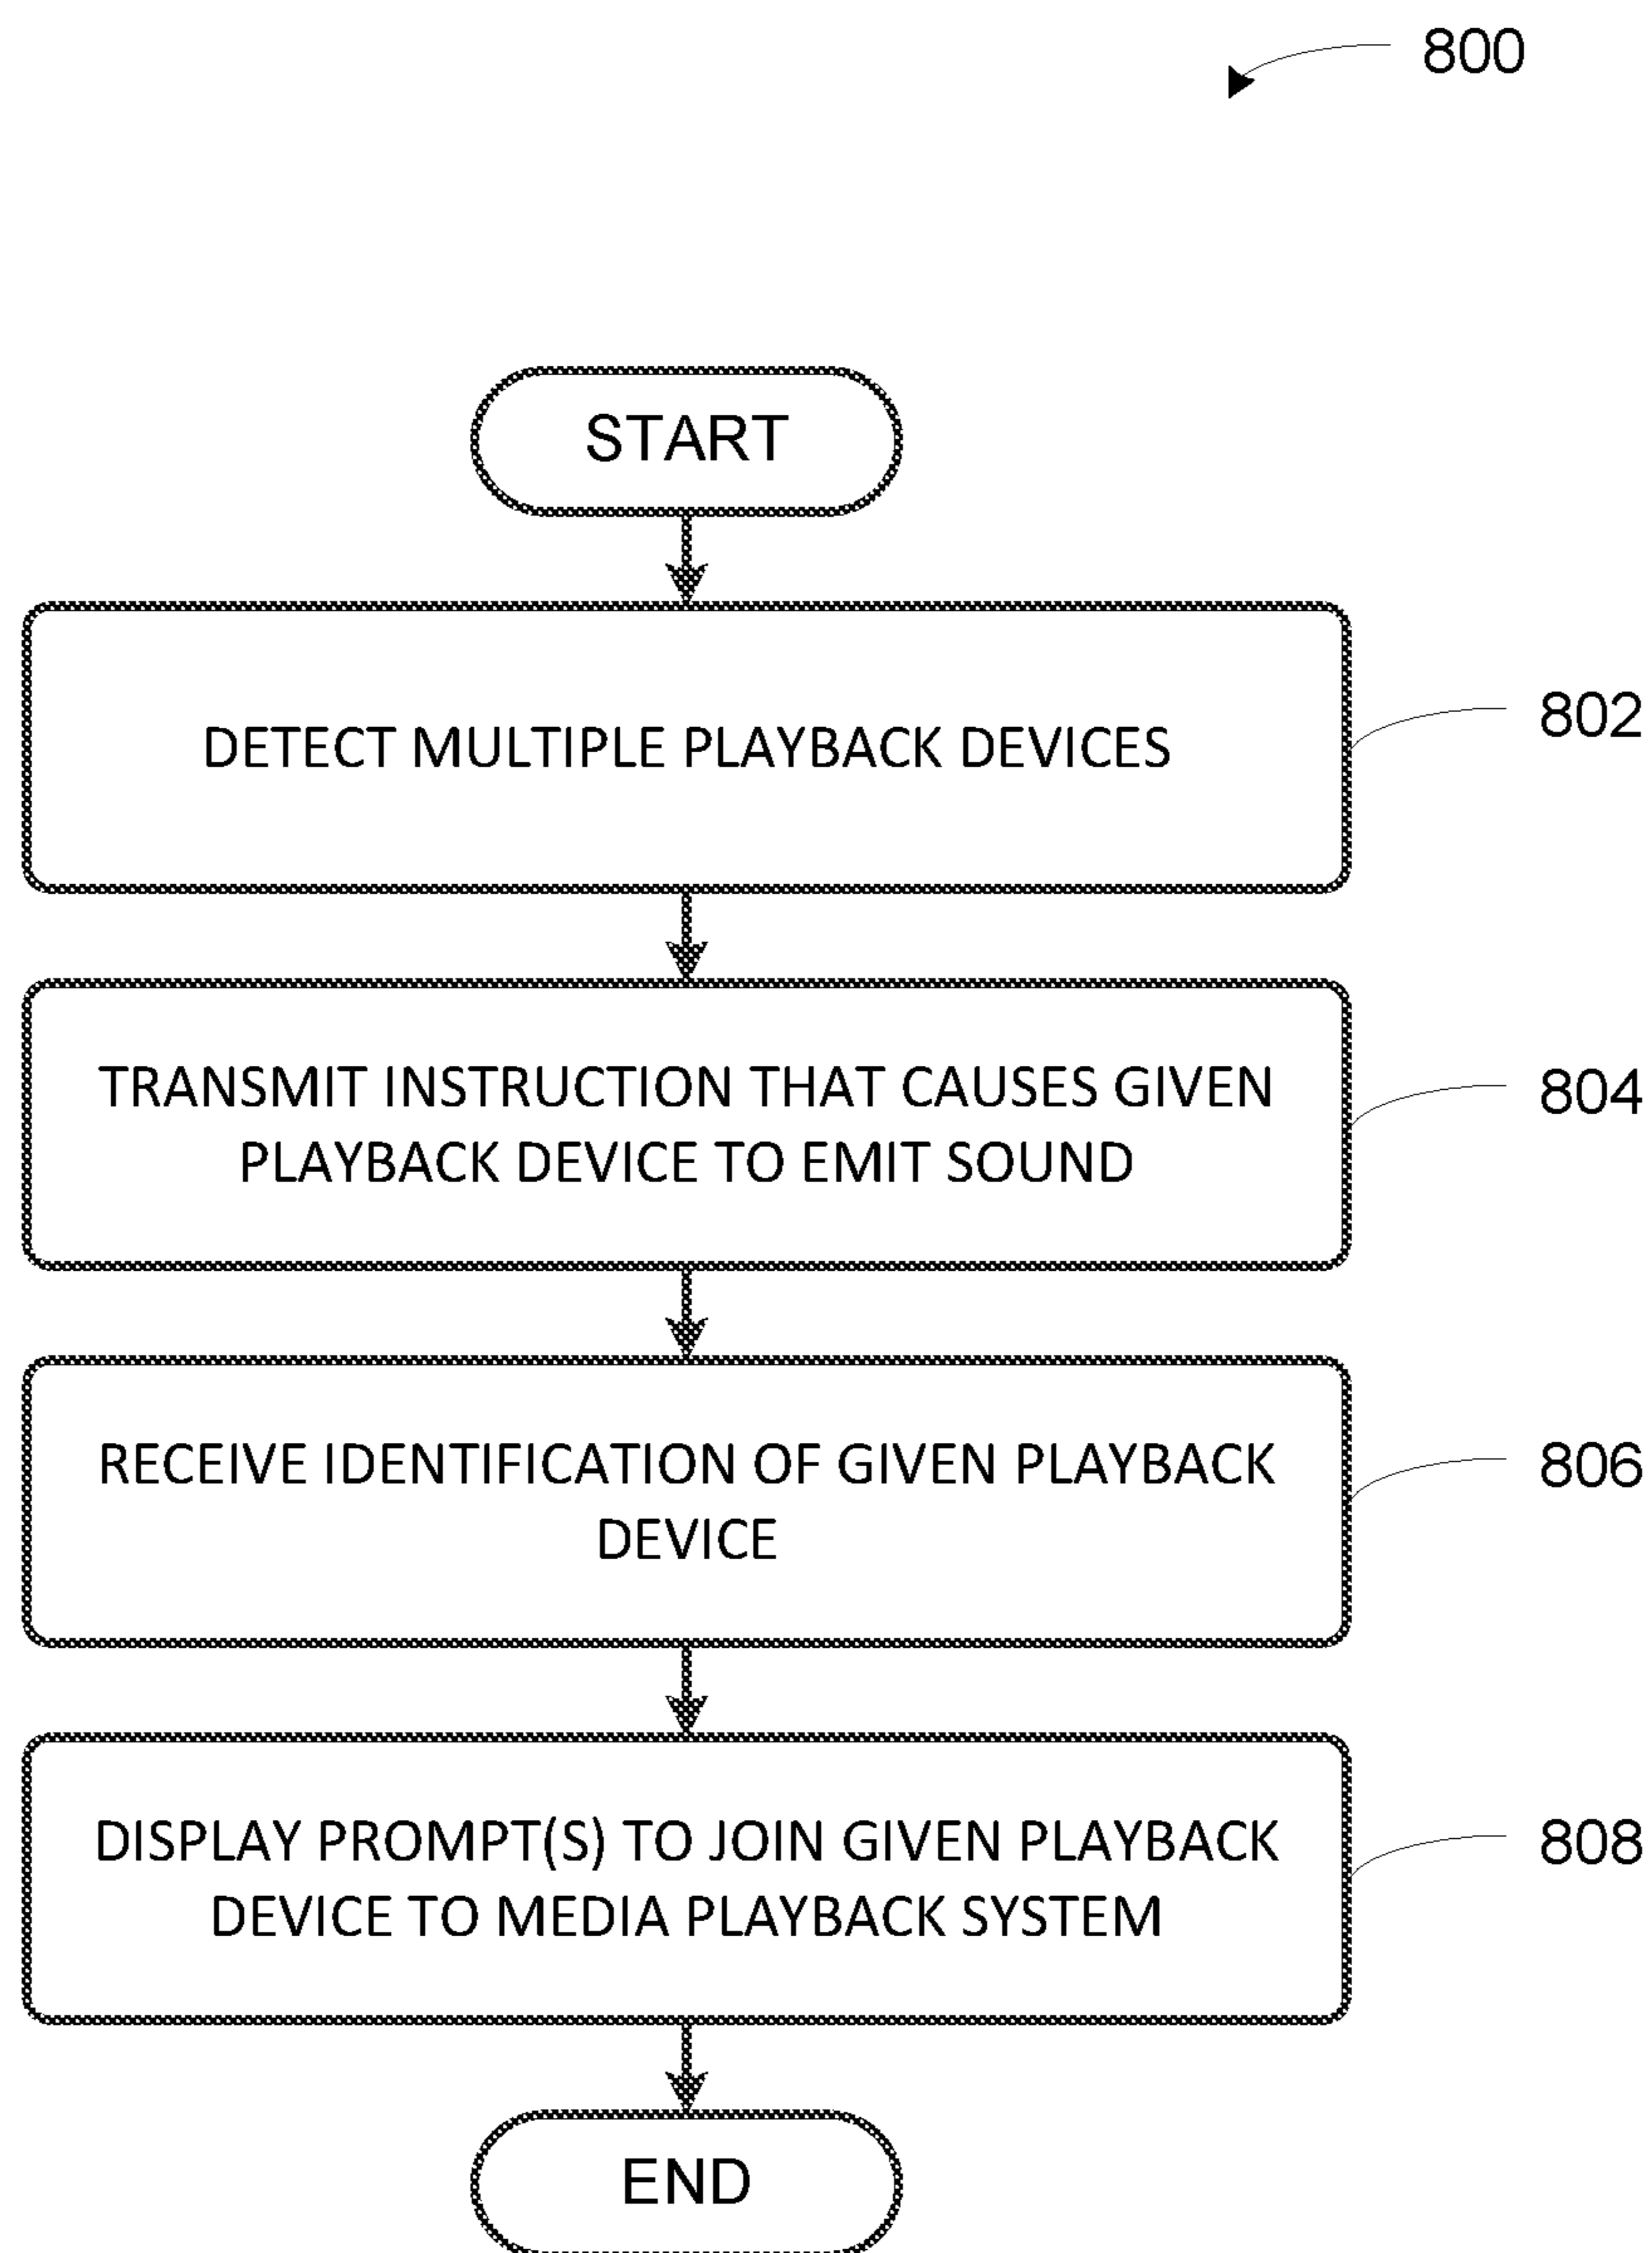 800
START
DETECT MULTIPLE PLAYBACK DEVICES
802
TRANSMIT INSTRUCTION THAT CAUSES GIVEN
PLAYBACK DEVICE TO EMIT SOUND
804
RECEIVE IDENTIFICATION OF GIVEN PLAYBACK
DEVICE
806
DISPLAY PROMPT(S) TO JOIN GIVEN PLAYBACK
DEVICE TO MEDIA PLAYBACK SYSTEM
808
END